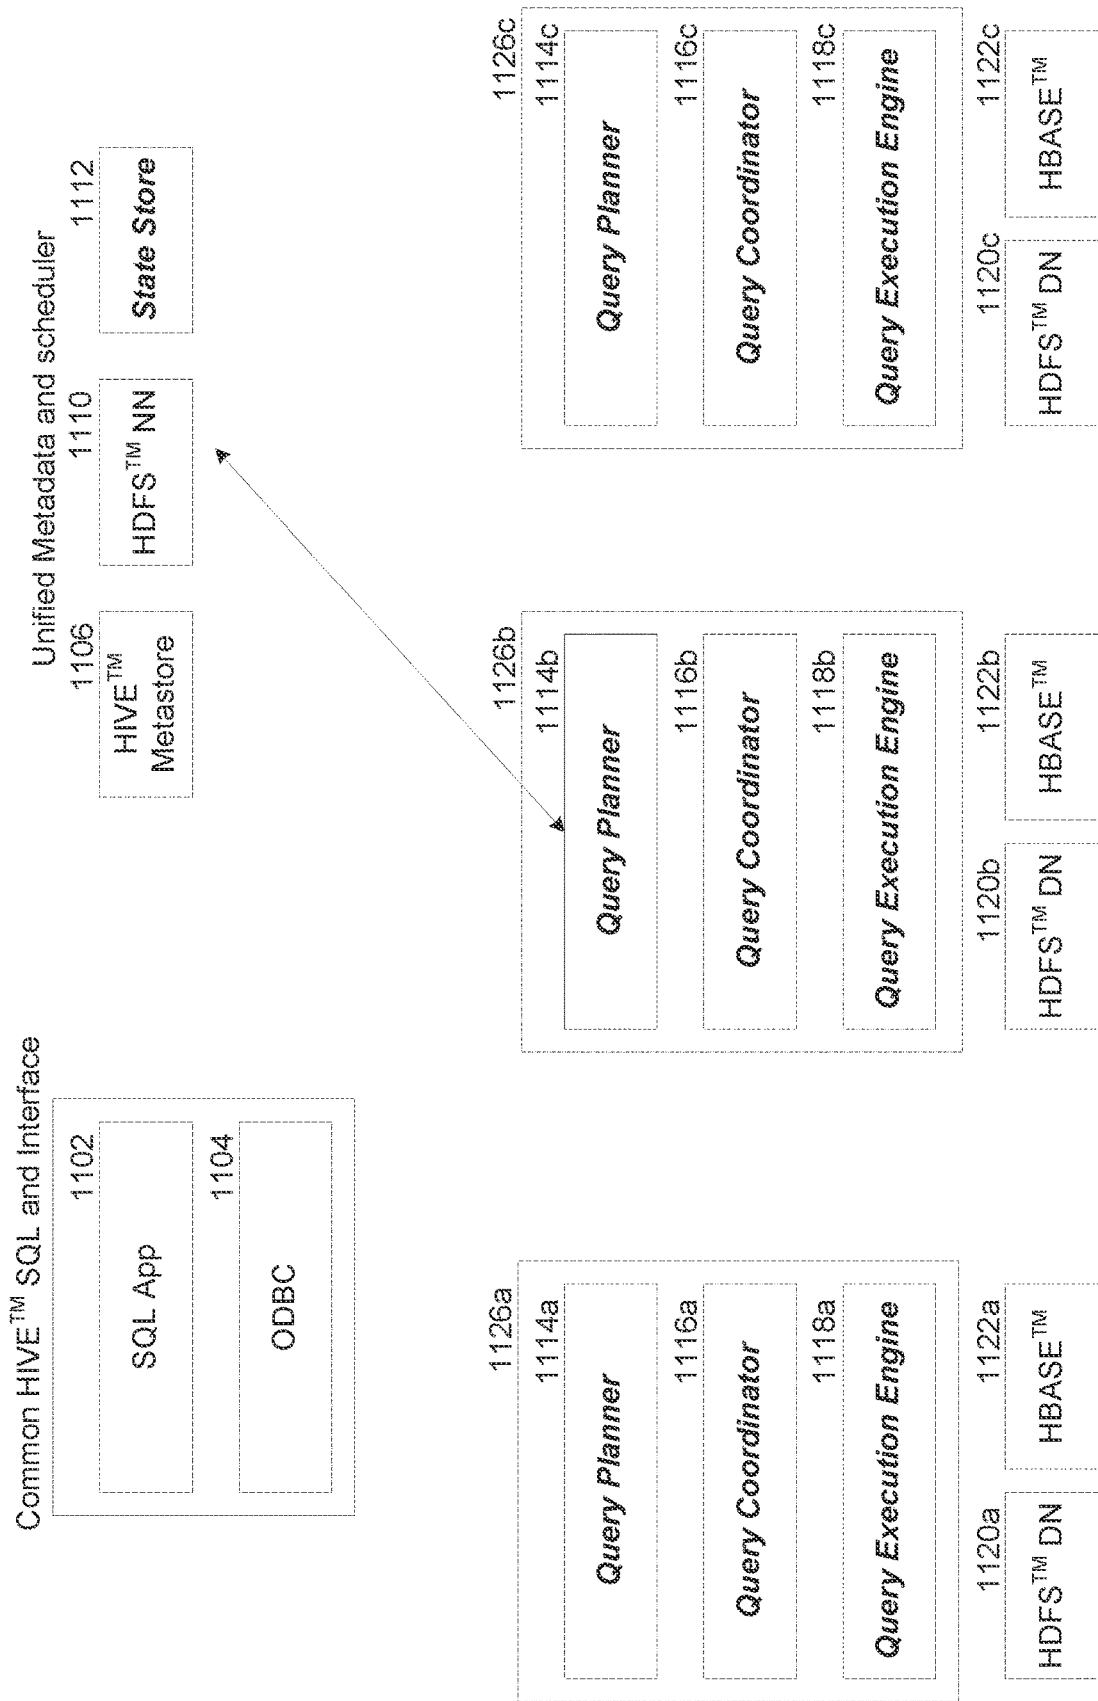 Common HIVE™ SQL and Interface
1102
SQL App
1104
ODBC
Unified Metadata and scheduler
1106
HIVE™
Metastore
1110
HDFS™ NN
1112
State Store
1126a
1114a
Query Planner
1116a
Query Coordinator
1118a
Query Execution Engine
1120a
HDFS™ DN
1122a
HBASE™
1126b
1114b
Query Planner
1116b
Query Coordinator
1118b
Query Execution Engine
1120b
HDFS™ DN
1122b
HBASE™
1126c
1114c
Query Planner
1116c
Query Coordinator
1118c
Query Execution Engine
1120c
HDFS™ DN
1122c
HBASE™